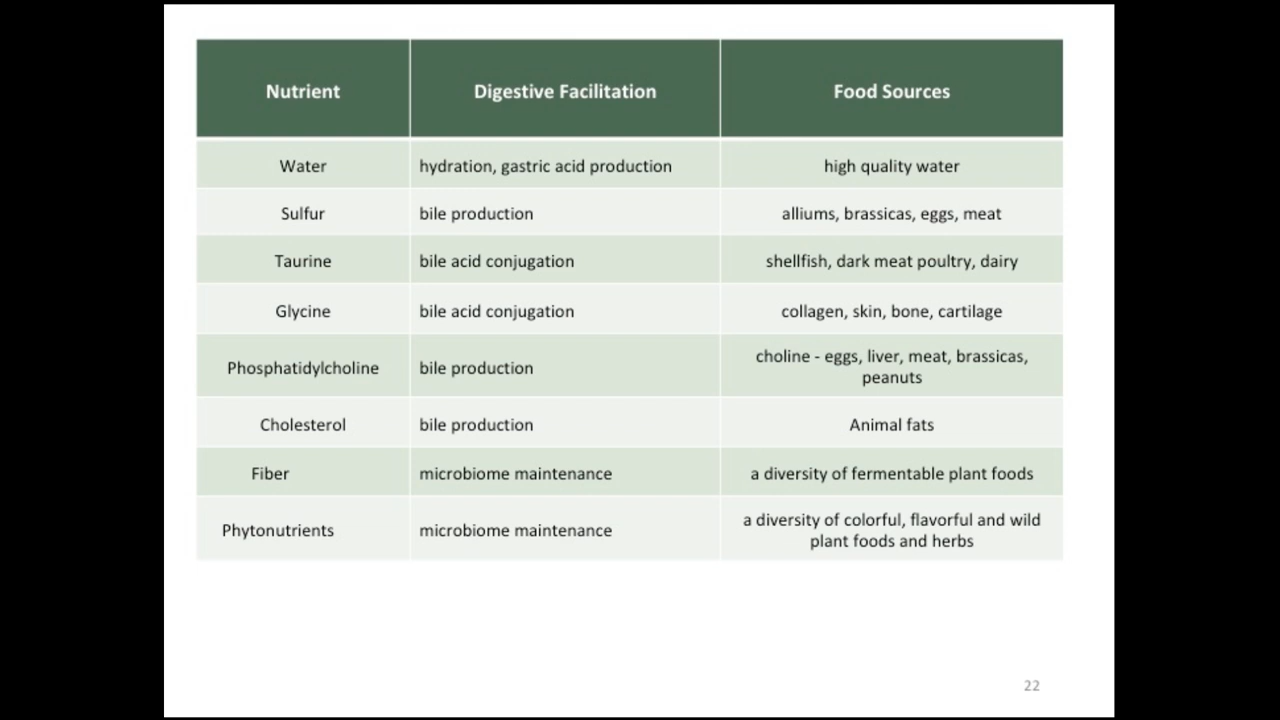 Nutrient Digestive Facilitation Food Sources
Water hydration, gastric acid production high quality water
Sulfur bile production alliums, brassicas, eggs, meat
Taurine bile acid conjugation shellfish, dark meat poultry, dairy
Glycine bile acid conjugation collagen, skin, bone, cartilage
Phosphatidylcholine bile production choline - eggs, liver, meat, brassicas,
peanuts
Cholesterol bile production Animal fats
Fiber microbiome maintenance a diversity of fermentable plant foods
Phytonutrients microbiome maintenance a diversity of colorful, flavorful and wild
plant foods and herbs
22